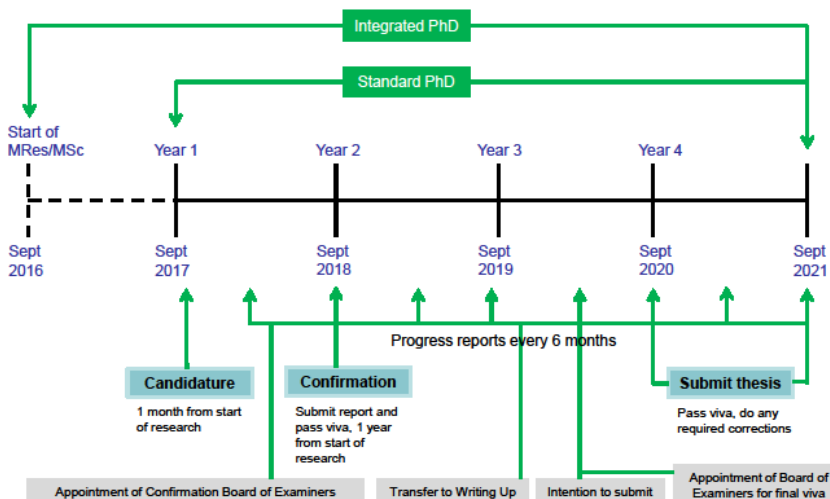 Integrated PhD
Standard PhD
Start of
MRes/MSc
Year 1
Year 2
Year 3
Year 4
Sept
2016
Sept
2017
Sept
2018
Sept
2019
Sept
2020
Sept
2021
Progress reports every 6 months
Candidature
1 month from start
of research
Confirmation
Submit report and
pass viva, 1 year
from start of
research
Submit thesis
Pass viva, do any
required corrections
Appointment of Confirmation Board of Examiners
Transfer to Writing Up
Intention to submit
Appointment of Board of
Examiners for final viva